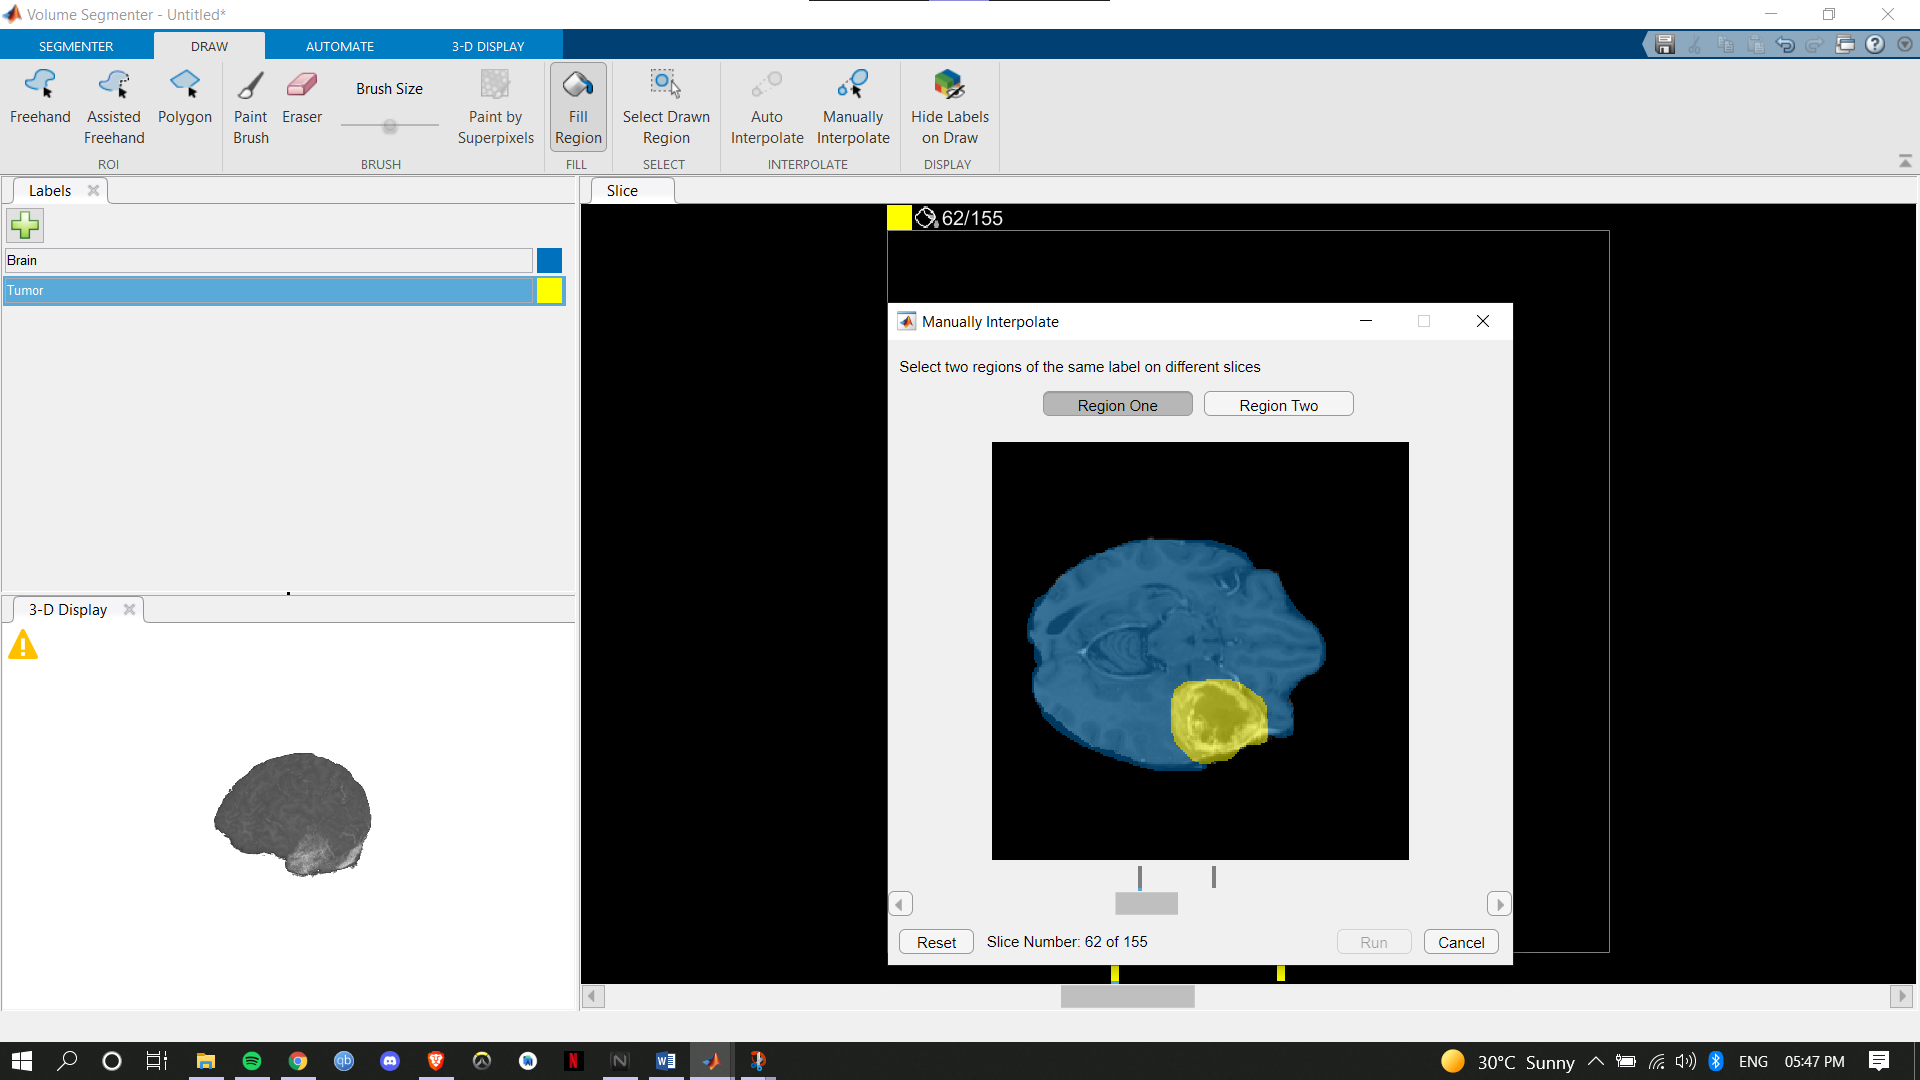 Volume Segmenter - Untitled*
SEGMENTER DRAW AUTOMATE 3-D DISPLAY
Freehand Assisted Freehand Polygon Paint Brush Eraser Brush Size Paint by Superpixels Fill Region Select Drawn Region Auto Interpolate Manually Interpolate Hide Labels on Draw
ROI BRUSH FILL SELECT INTERPOLATE DISPLAY
Labels
Brain
Tumor
3-D Display
Slice
62/155
Manually Interpolate
Select two regions of the same label on different slices
Region One Region Two
Reset Slice Number: 62 of 155 Run Cancel
30°C Sunny ENG 05:47 PM